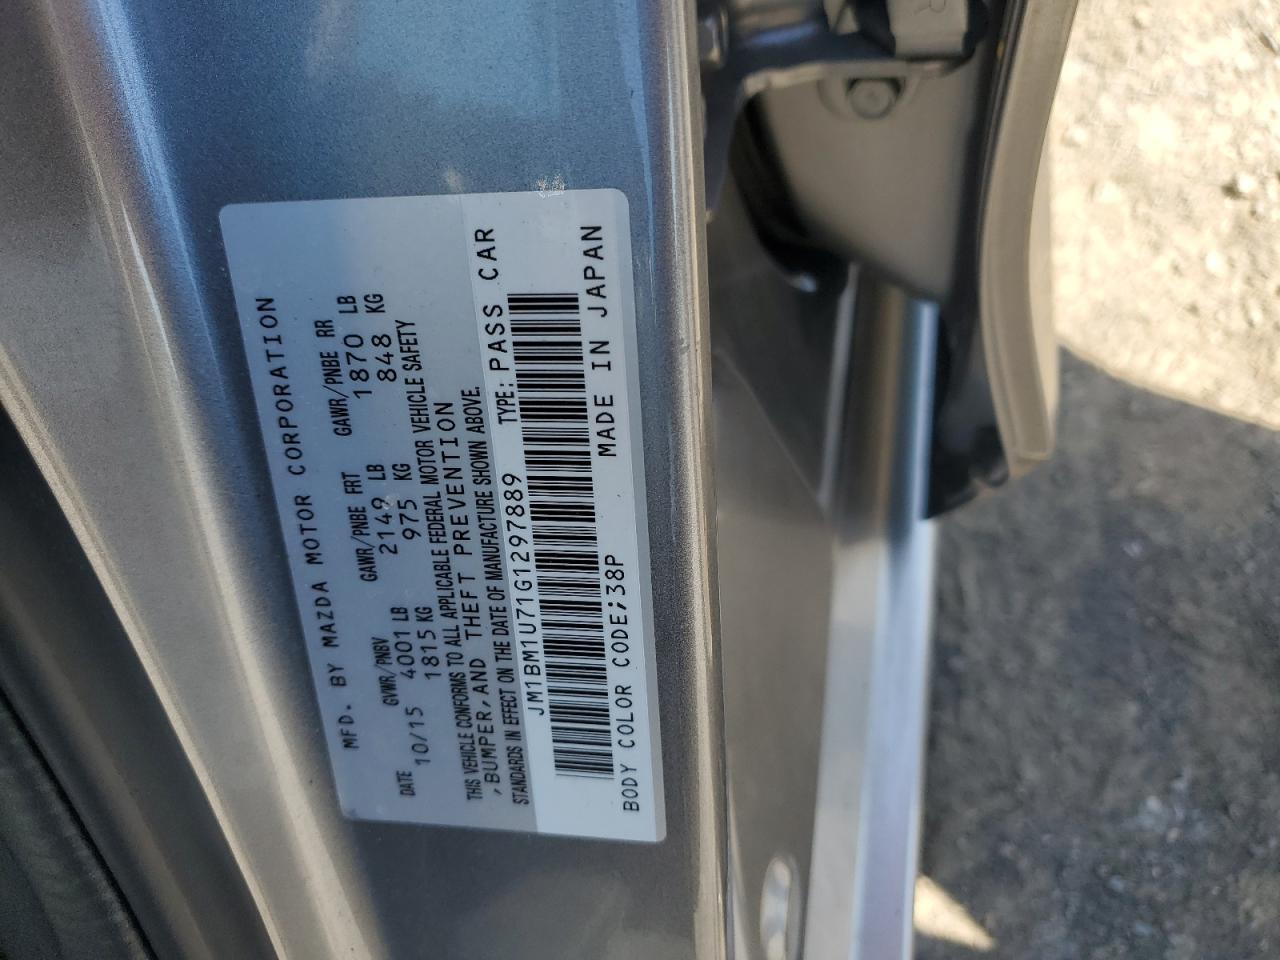 MFD. BY MAZDA MOTOR CORPORATION
DATE GVWR/PNBV GAWR/PNBE FRT GAWR/PNBE RR
10/15 4001 LB 2149 LB 1870 LB
1815 KG 975 KG 848 KG
THIS VEHICLE CONFORMS TO ALL APPLICABLE FEDERAL MOTOR VEHICLE SAFETY
,BUMPER,AND THEFT PREVENTION
STANDARDS IN EFFECT ON THE DATE OF MANUFACTURE SHOWN ABOVE.
JM1BM1U71G1297889 TYPE:PASS CAR
BODY COLOR CODE;38P MADE IN JAPAN
R